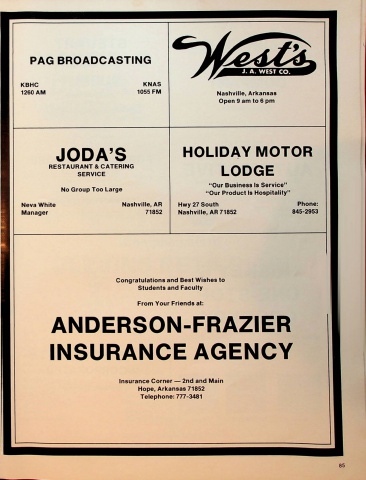 PAG BROADCASTING
KBHC KNAS
1260 AM 1055 FM
West's
J. A. WEST CO.
Nashville, Arkansas
Open 9 am to 6 pm
JODA'S
RESTAURANT & CATERING
SERVICE
No Group Too Large
Neva White Nashville, AR
Manager 71852
HOLIDAY MOTOR
LODGE
"Our Business Is Service"
"Our Product Is Hospitality"
Hwy 27 South Phone:
Nashville, AR 71852 845-2953
Congratulations and Best Wishes to
Students and Faculty
From Your Friends at:
ANDERSON-FRAZIER
INSURANCE AGENCY
Insurance Corner — 2nd and Main
Hope, Arkansas 71852
Telephone: 777-3481
85